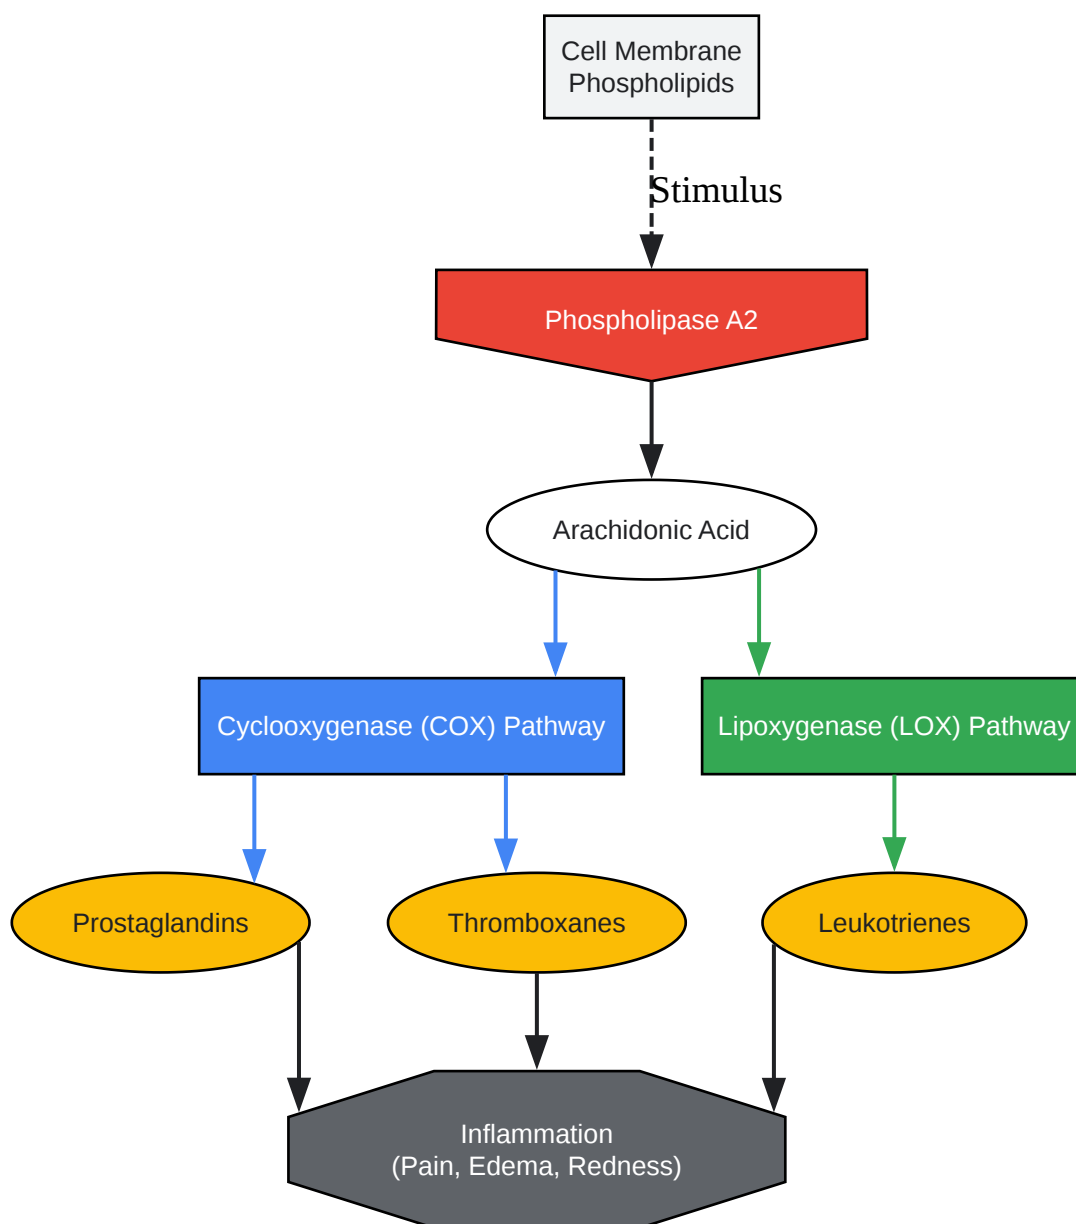 Cell Membrane
Phospholipids
Stimulus
Phospholipase A2
Arachidonic Acid
Cyclooxygenase (COX) Pathway
Lipoxygenase (LOX) Pathway
Prostaglandins
Thromboxanes
Leukotrienes
Inflammation
(Pain, Edema, Redness)